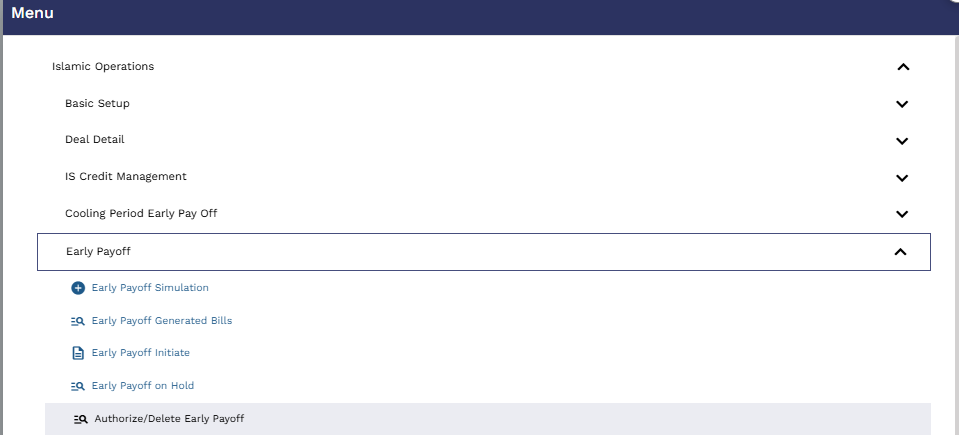 Menu
Islamic Operations
Basic Setup
Deal Detail
IS Credit Management
Cooling Period Early Pay Off
Early Payoff
Early Payoff Simulation
Early Payoff Generated Bills
Early Payoff Initiate
Early Payoff on Hold
Authorize/Delete Early Payoff